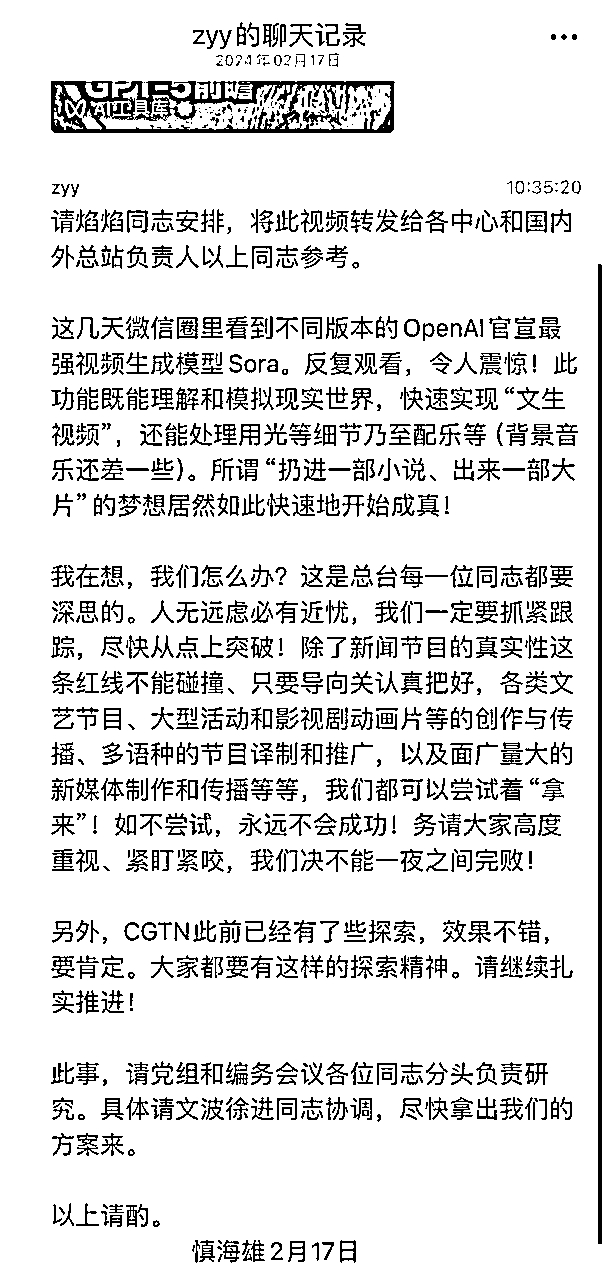 zyy的聊天记录
2024年02月17日
GPT-5前瞻
AI工具库
zyy
10:35:20
请焰焰同志安排，将此视频转发给各中心和国内
外总站负责人以上同志参考。
这几天微信圈里看到不同版本的OpenAI官宣最
强视频生成模型Sora。反复观看，令人震惊！此
功能既能理解和模拟现实世界，快速实现“文生
视频”，还能处理用光等细节乃至配乐等（背景音
乐还差一些）。所谓“扔进一部小说、出来一部大
片”的梦想居然如此快速地开始成真！
我在想，我们怎么办？这是总台每一位同志都要
深思的。人无远虑必有近忧，我们一定要抓紧跟
踪，尽快从点上突破！除了新闻节目的真实性这
条红线不能碰撞、只要导向关认真把好，各类文
艺节目、大型活动和影视剧动画片等的创作与传
播、多语种的节目译制和推广，以及面广量大的
新媒体制作和传播等等，我们都可以尝试着“拿
来”！如不尝试，永远不会成功！务请大家高度
重视、紧盯紧咬，我们决不能一夜之间完败！
另外，CGTN此前已经有了些探索，效果不错，
要肯定。大家都要有这样的探索精神。请继续扎
实推进！
此事，请党组和编务会议各位同志分头负责研
究。具体请文波徐进同志协调，尽快拿出我们的
方案来。
以上请酌。
慎海雄2月17日